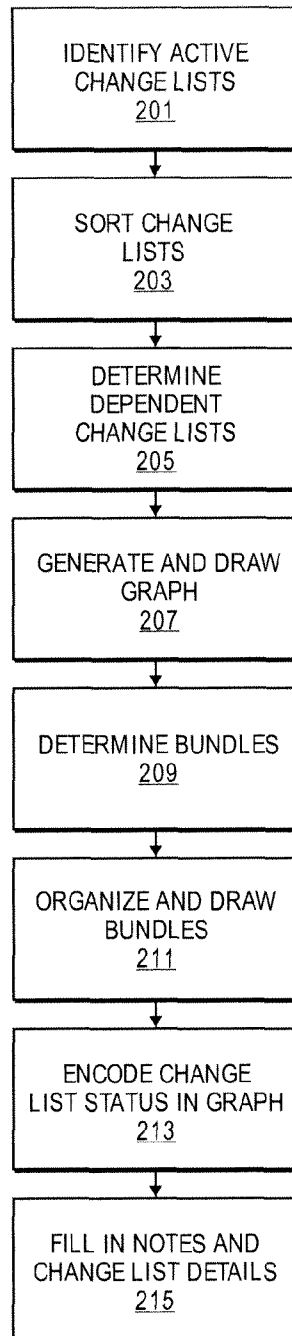 IDENTIFY ACTIVE
CHANGE LISTS
201
SORT CHANGE
LISTS
203
DETERMINE
DEPENDENT
CHANGE LISTS
205
GENERATE AND DRAW
GRAPH
207
DETERMINE BUNDLES
209
ORGANIZE AND DRAW
BUNDLES
211
ENCODE CHANGE
LIST STATUS IN GRAPH
213
FILL IN NOTES AND
CHANGE LIST DETAILS
215